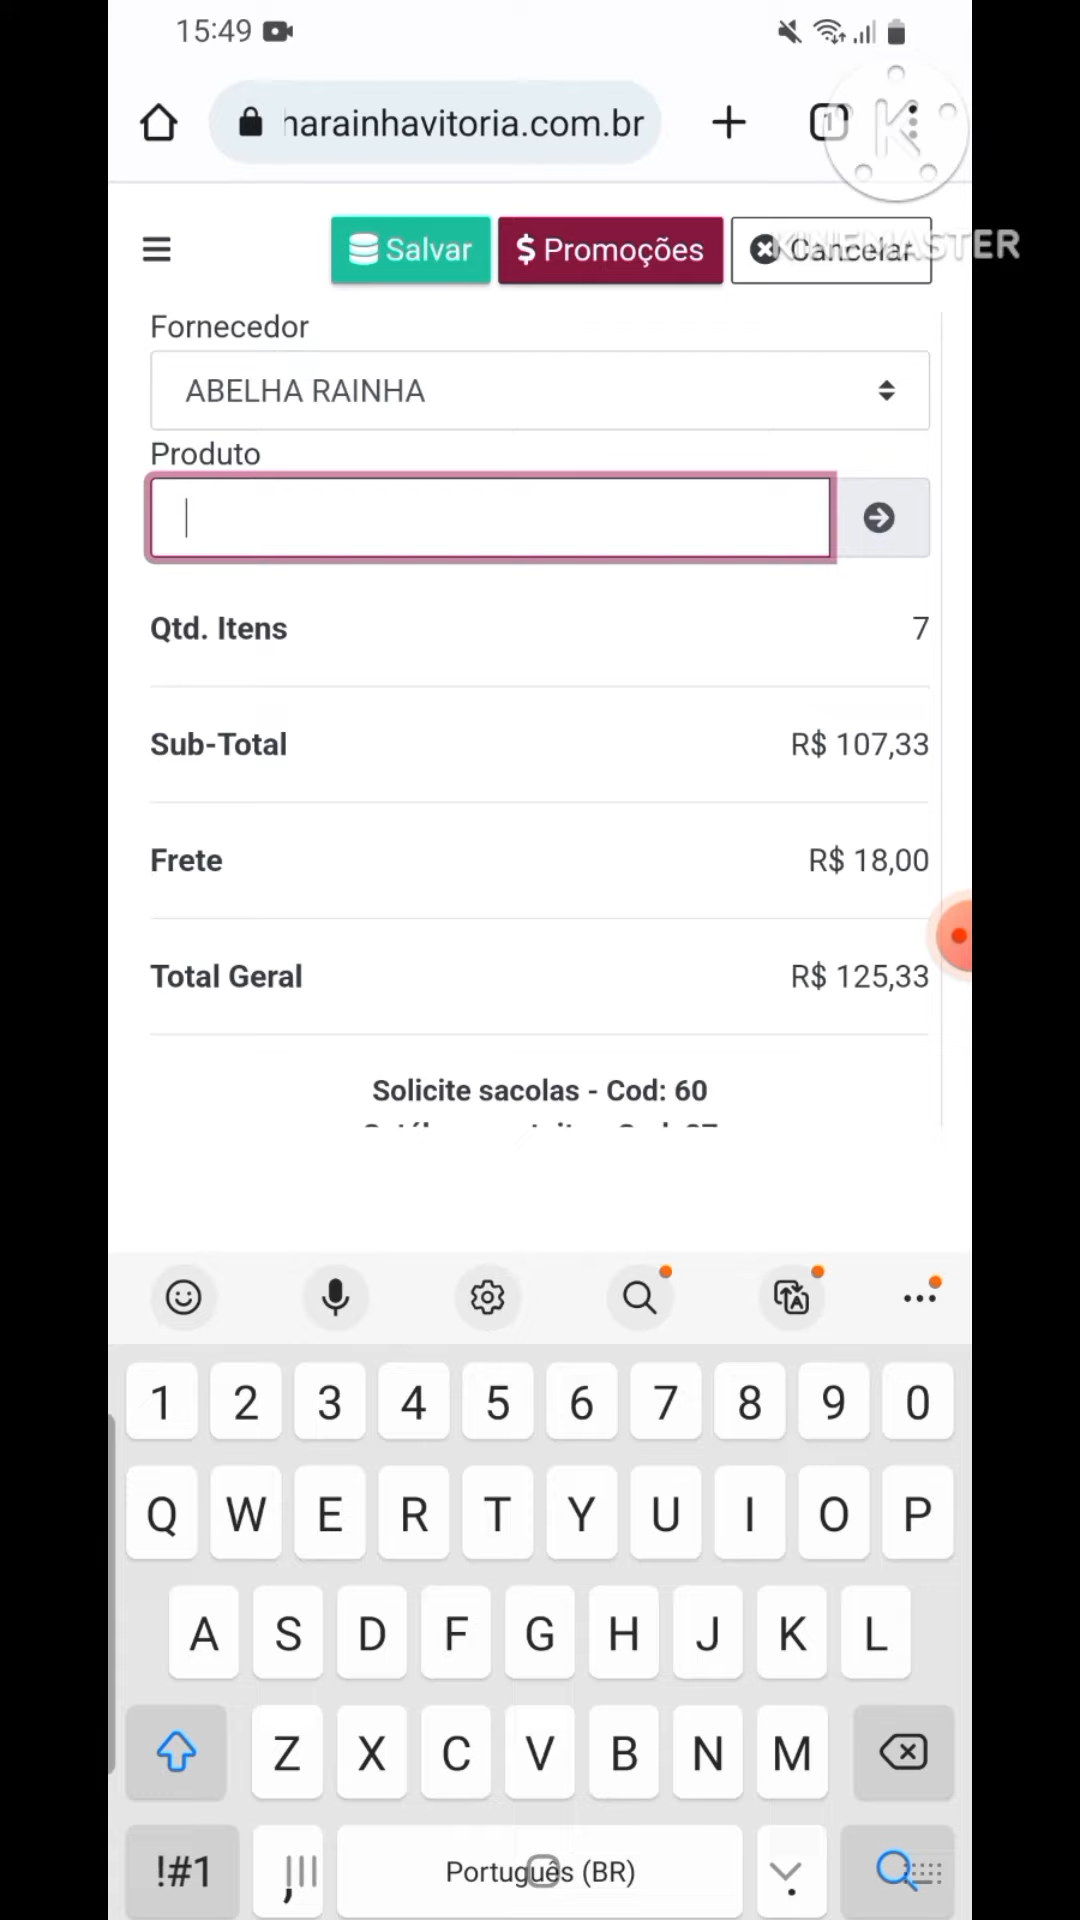 15:49
harainhavitoria.com.br
1
K
Salvar
$ Promoções
Cancelar
KINEMASTER
Fornecedor
ABELHA RAINHA
Produto
Qtd. Itens 7
Sub-Total R$ 107,33
Frete R$ 18,00
Total Geral R$ 125,33
Solicite sacolas - Cod: 60
1 2 3 4 5 6 7 8 9 0
Q W E R T Y U I O P
A S D F G H J K L
Z X C V B N M
!#1 , Português (BR) .